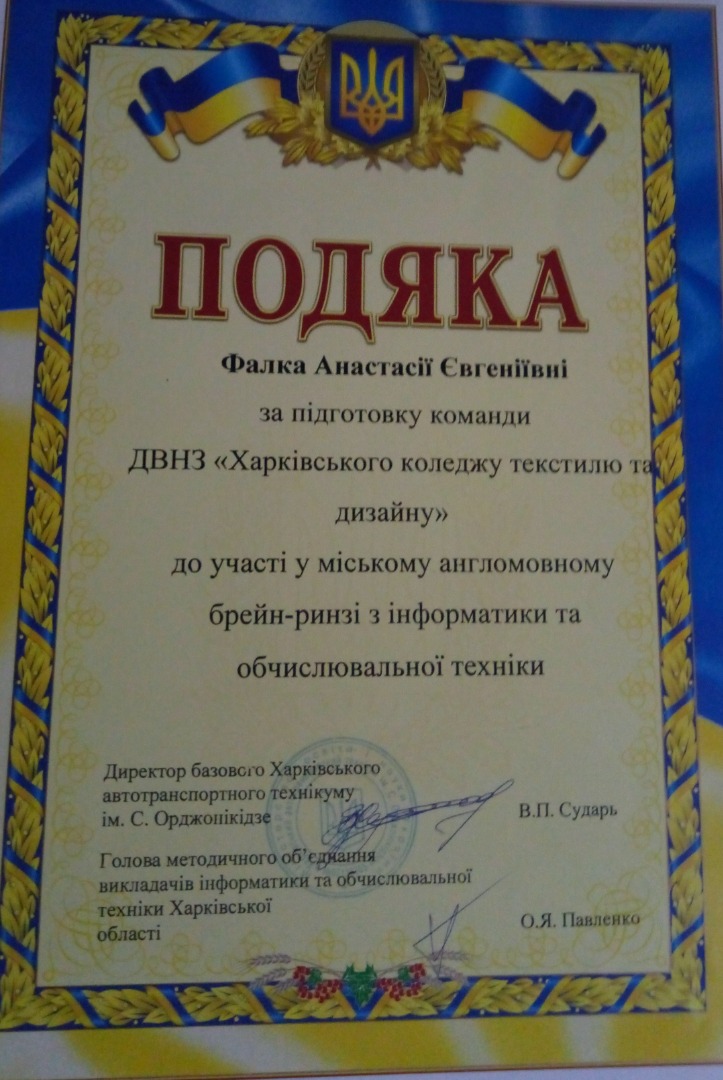 ПОДЯКА
Фалка Анастасії Євгеніївні
за підготовку команди
ДВНЗ «Харківського коледжу текстилю та
дизайну»
до участі у міському англомовному
брейн-ринзі з інформатики та
обчислювальної техніки
Директор базового Харківського
автотранспортного технікуму
ім. С. Орджонікідзе
В.П. Сударь
Голова методичного об’єднання
викладачів інформатики та обчислювальної
техніки Харківської
області
О.Я. Павленко